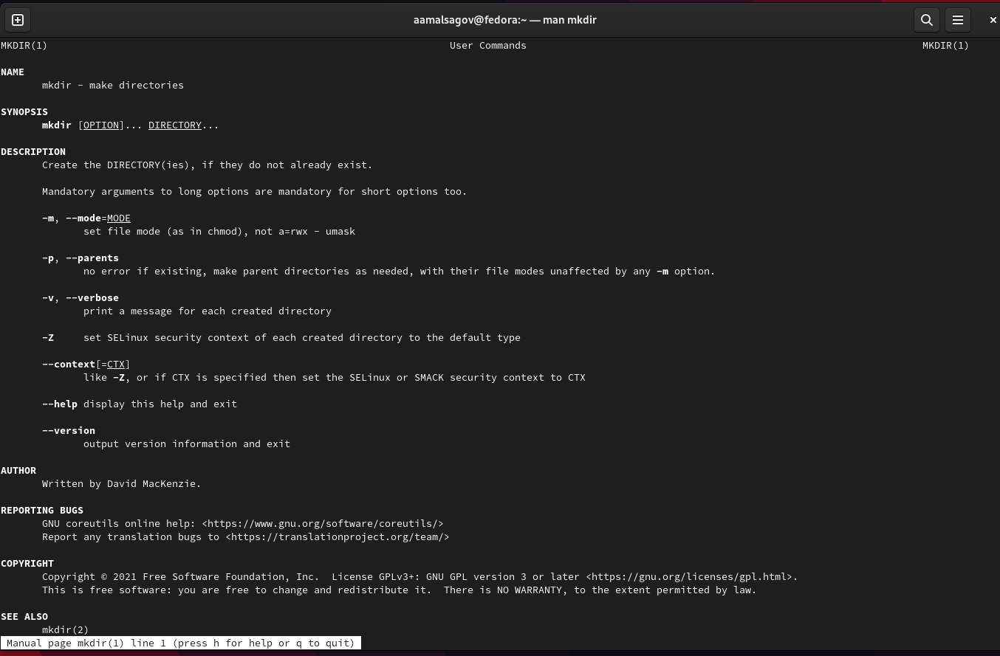 aamalsagov@fedora:~ — man mkdir
MKDIR(1) User Commands MKDIR(1)
NAME
mkdir - make directories
SYNOPSIS
mkdir [OPTION]... DIRECTORY...
DESCRIPTION
Create the DIRECTORY(ies), if they do not already exist.
Mandatory arguments to long options are mandatory for short options too.
-m, --mode=MODE
set file mode (as in chmod), not a=rwx - umask
-p, --parents
no error if existing, make parent directories as needed, with their file modes unaffected by any -m option.
-v, --verbose
print a message for each created directory
-Z set SELinux security context of each created directory to the default type
--context[=CTX]
like -Z, or if CTX is specified then set the SELinux or SMACK security context to CTX
--help display this help and exit
--version
output version information and exit
AUTHOR
Written by David MacKenzie.
REPORTING BUGS
GNU coreutils online help: <https://www.gnu.org/software/coreutils/>
Report any translation bugs to <https://translationproject.org/team/>
COPYRIGHT
Copyright © 2021 Free Software Foundation, Inc.  License GPLv3+: GNU GPL version 3 or later <https://gnu.org/licenses/gpl.html>.
This is free software: you are free to change and redistribute it.  There is NO WARRANTY, to the extent permitted by law.
SEE ALSO
mkdir(2)
Manual page mkdir(1) line 1 (press h for help or q to quit)